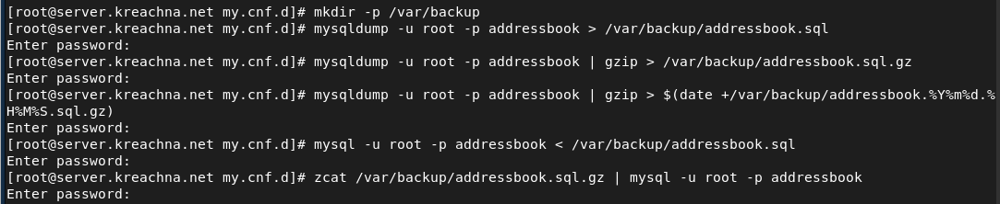 [root@server.kreachna.net my.cnf.d]# mkdir -p /var/backup
[root@server.kreachna.net my.cnf.d]# mysqldump -u root -p addressbook > /var/backup/addressbook.sql
Enter password:
[root@server.kreachna.net my.cnf.d]# mysqldump -u root -p addressbook | gzip > /var/backup/addressbook.sql.gz
Enter password:
[root@server.kreachna.net my.cnf.d]# mysqldump -u root -p addressbook | gzip > $(date +/var/backup/addressbook.%Y%m%d.%
H%M%S.sql.gz)
Enter password:
[root@server.kreachna.net my.cnf.d]# mysql -u root -p addressbook < /var/backup/addressbook.sql
Enter password:
[root@server.kreachna.net my.cnf.d]# zcat /var/backup/addressbook.sql.gz | mysql -u root -p addressbook
Enter password: